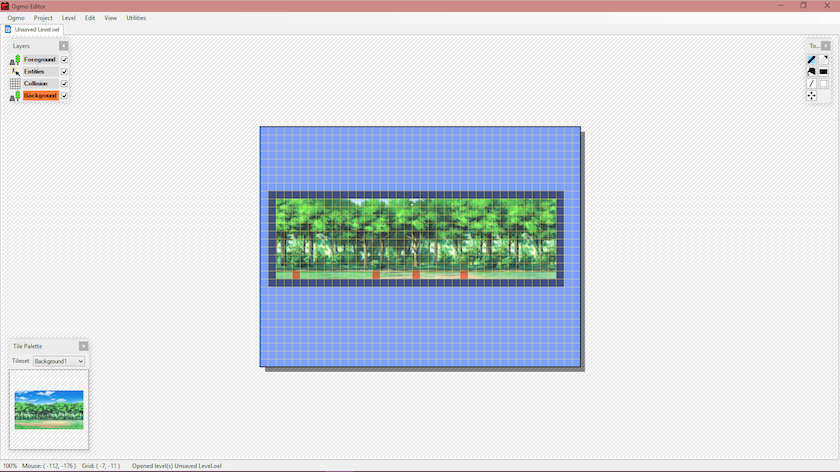 Ogmo Editor
Ogmo Project Level Edit View Utilities
Unsaved Level.oel
Layers
Foreground
Entities
Collision
Background
To...
Tile Palette
Tileset: Background1
100% Mouse: ( -112, -176 ) Grid: ( -7, -11 ) Opened level(s) Unsaved Level.oel